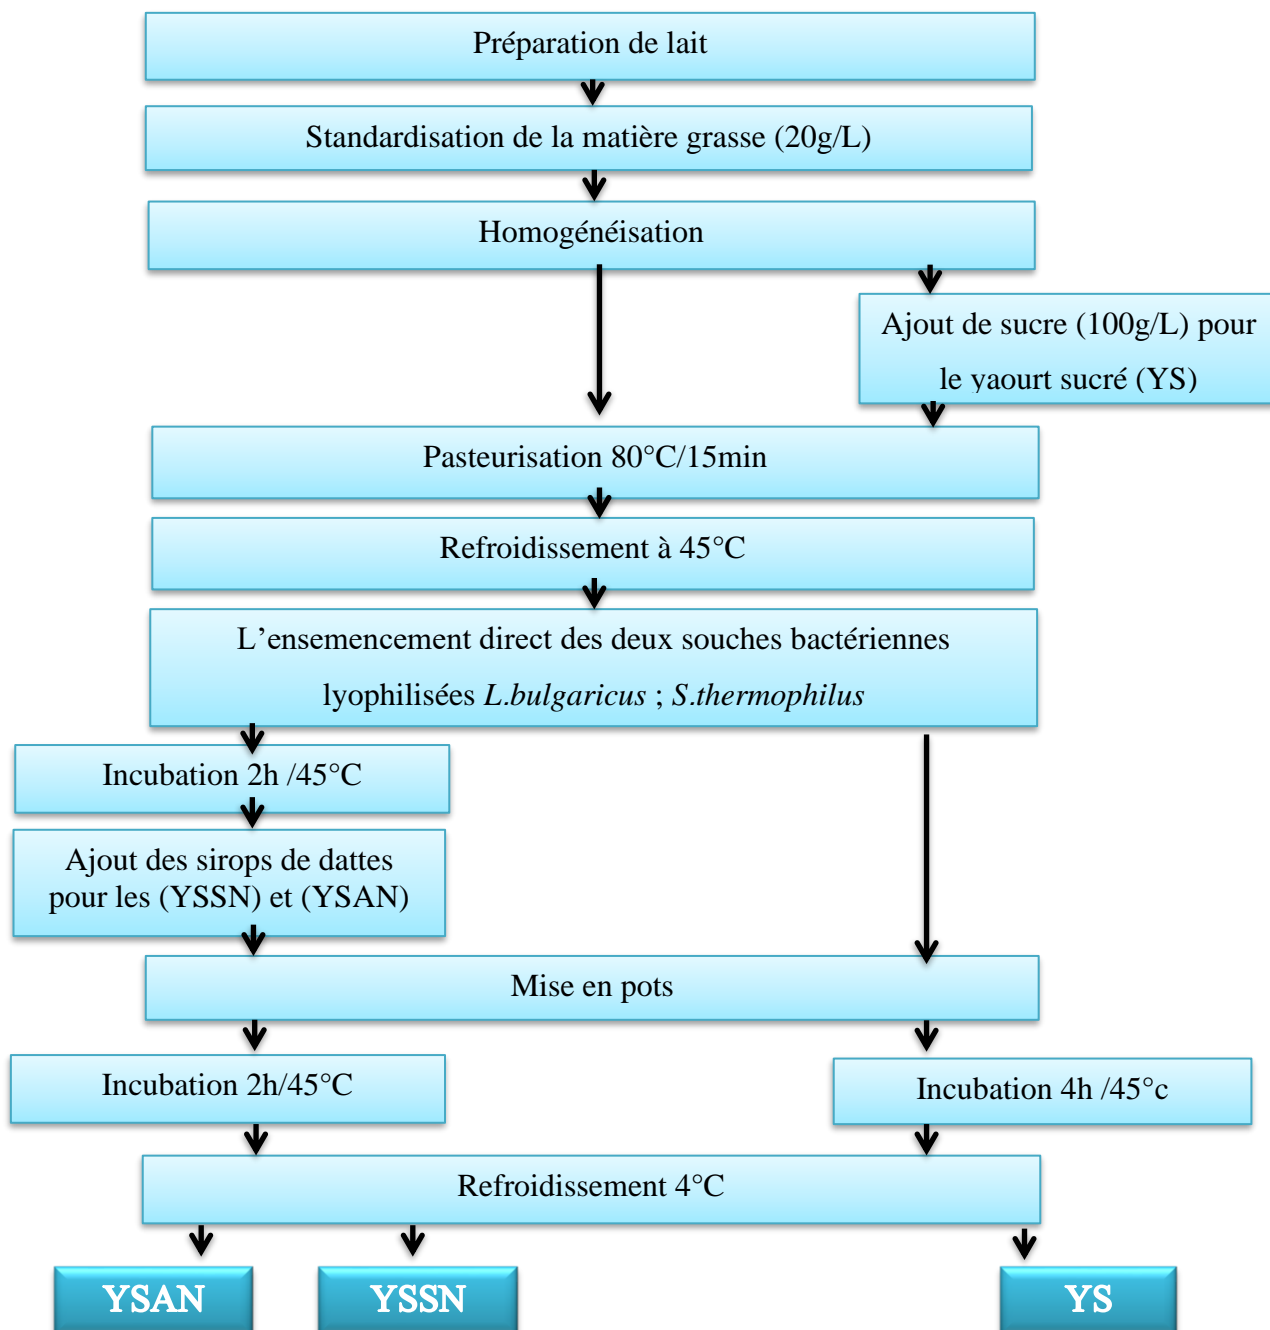 Préparation de lait
Standardisation de la matière grasse (20g/L)
Homogénéisation
Ajout de sucre (100g/L) pour
le yaourt sucré (YS)
Pasteurisation 80°C/15min
Refroidissement à 45°C
L’ensemencement direct des deux souches bactériennes
lyophilisées L.bulgaricus ; S.thermophilus
Incubation 2h /45°C
Ajout des sirops de dattes
pour les (YSSN) et (YSAN)
Mise en pots
Incubation 2h/45°C
Incubation 4h /45°c
Refroidissement 4°C
YSAN
YSSN
YS